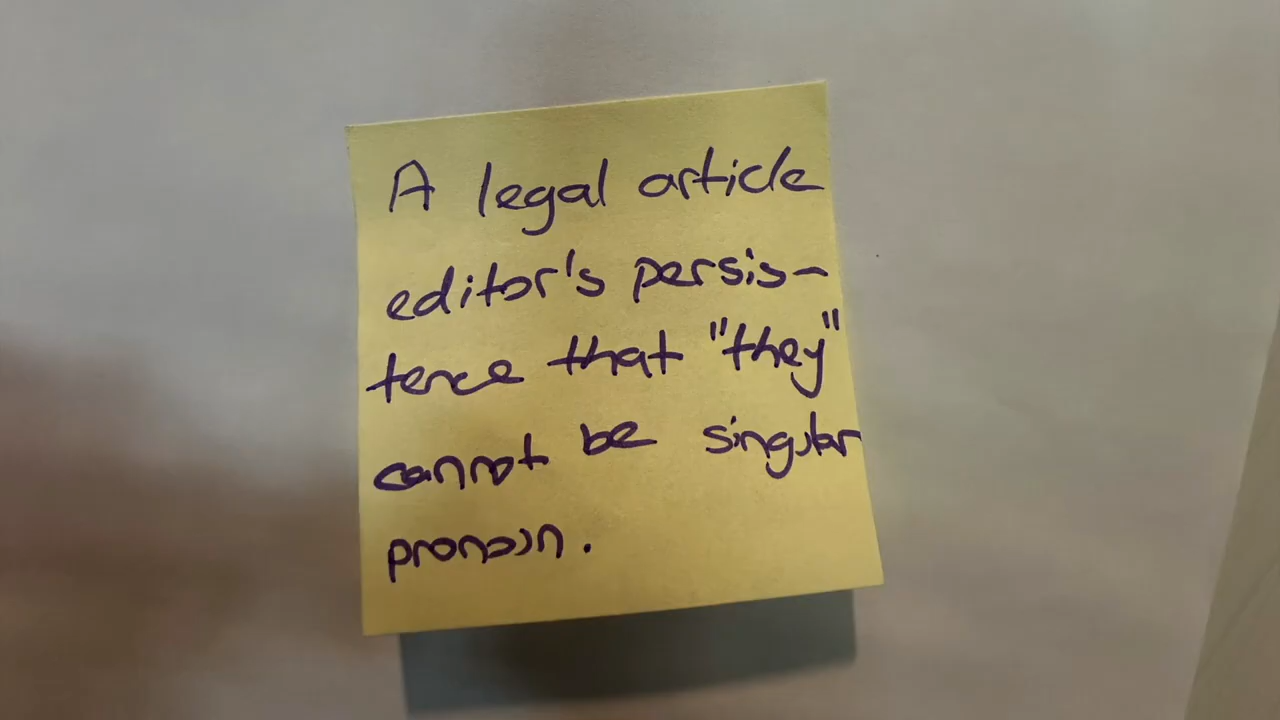 A legal article
editor's persis-
tence that "they"
cannot be singular
pronoun.